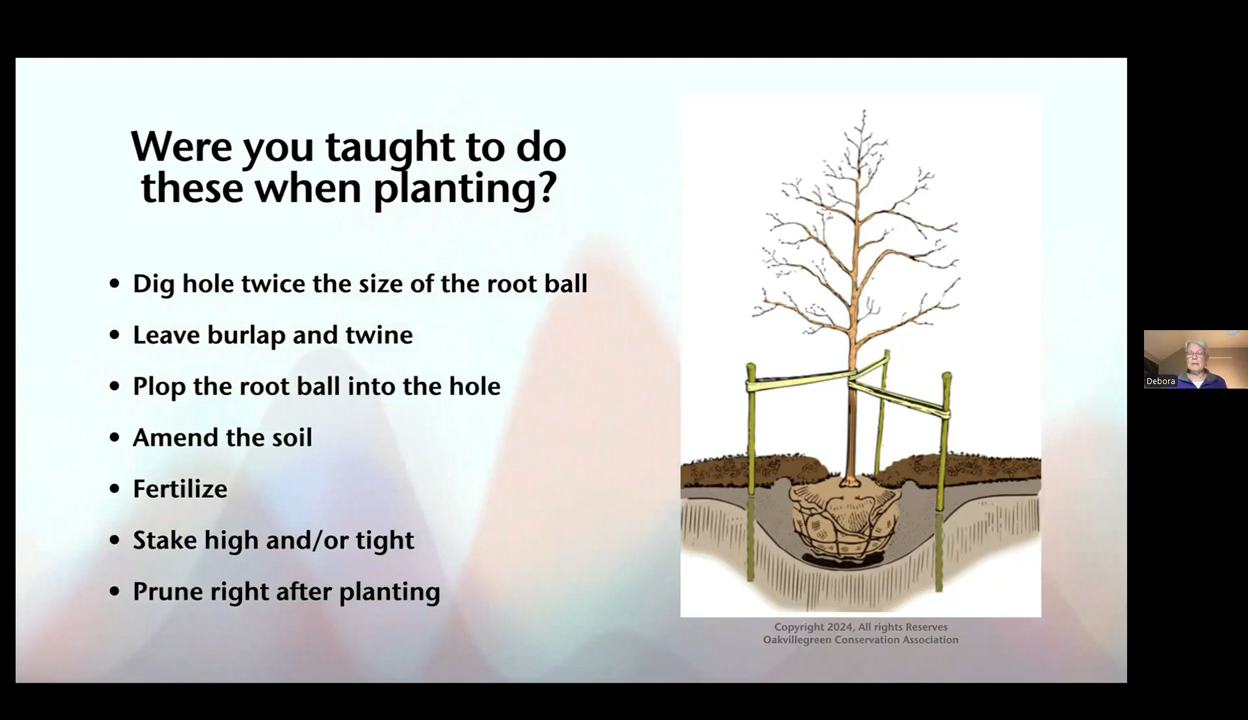 Were you taught to do
these when planting?
• Dig hole twice the size of the root ball
• Leave burlap and twine
• Plop the root ball into the hole
• Amend the soil
• Fertilize
• Stake high and/or tight
• Prune right after planting
Copyright 2024, All rights Reserves
Oakvillegreen Conservation Association
Debora